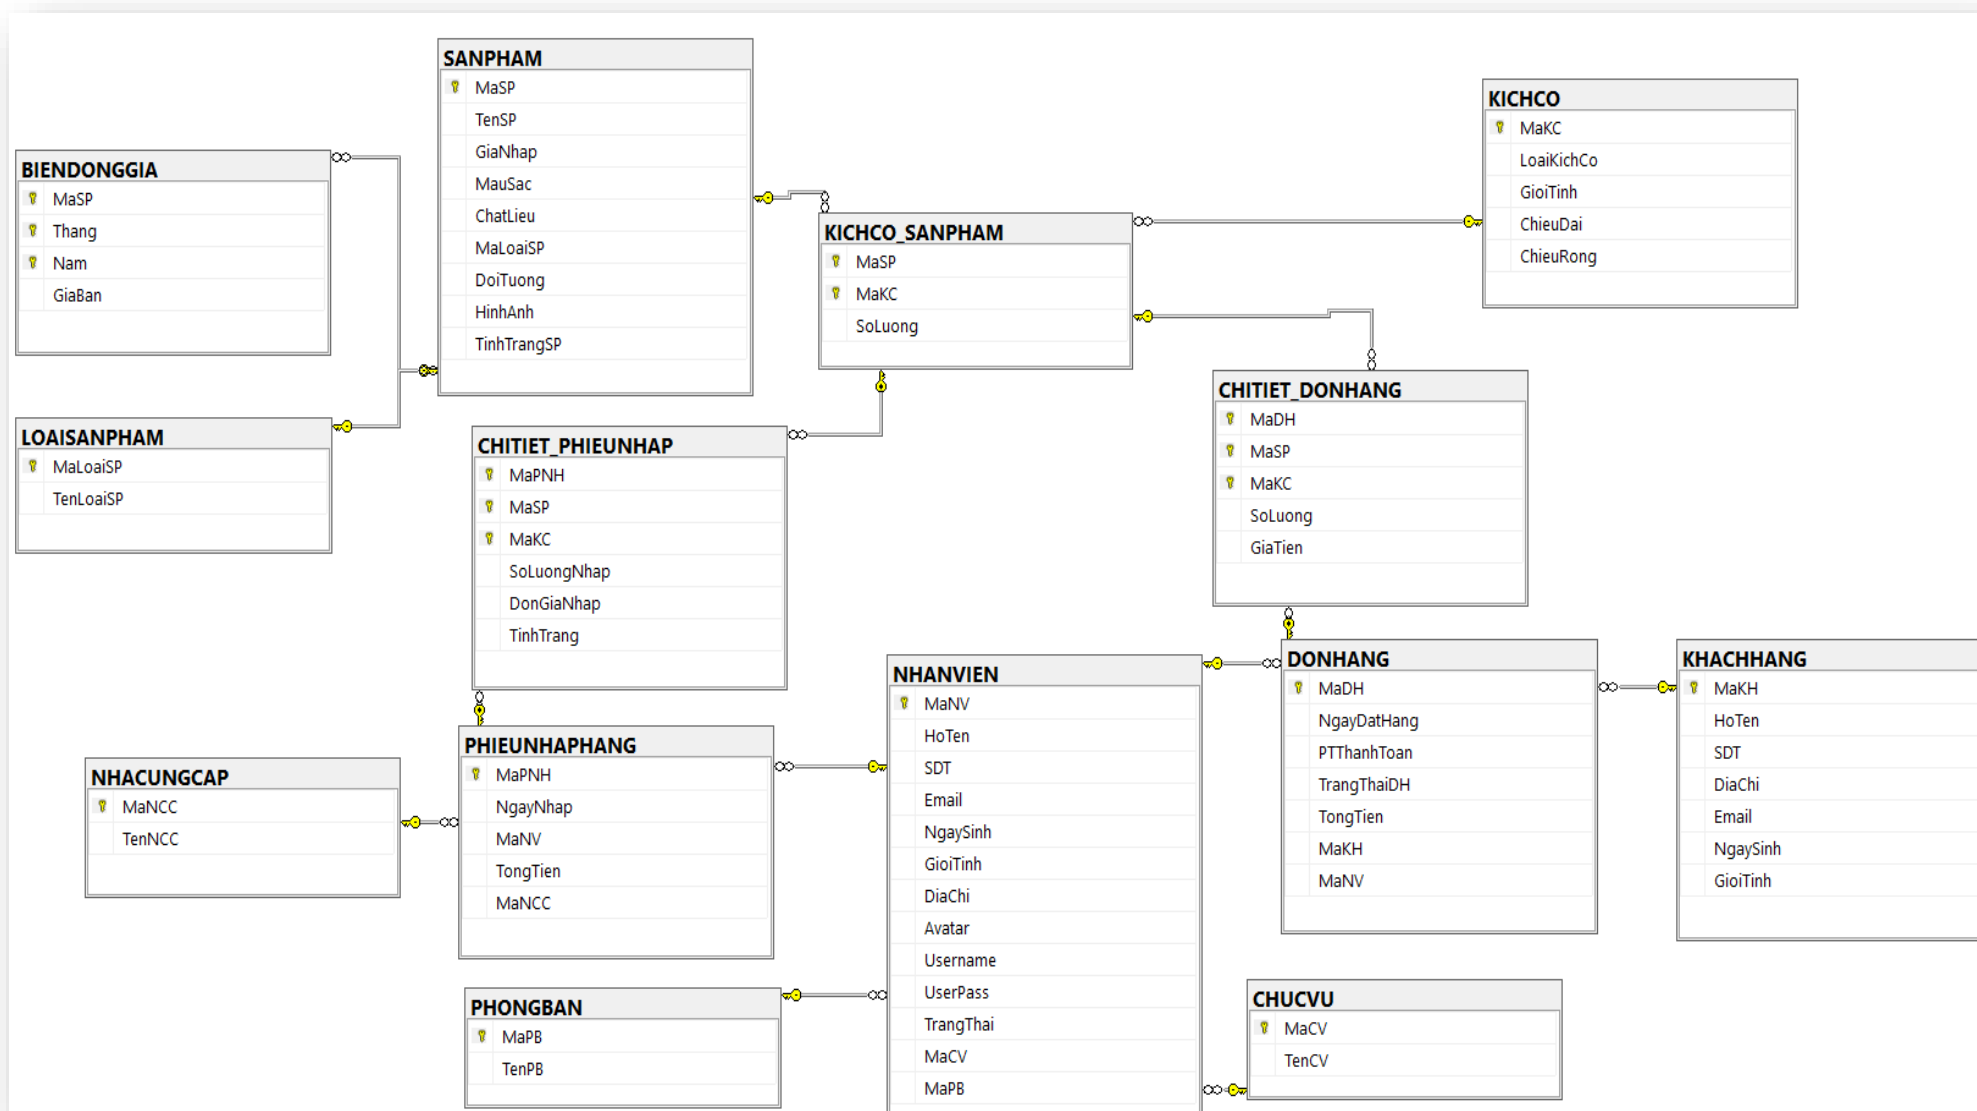 SANPHAM
MaSP
TenSP
GiaNhap
MauSac
ChatLieu
MaLoaiSP
DoiTuong
HinhAnh
TinhTrangSP
KICHCO
MaKC
LoaiKichCo
GioiTinh
ChieuDai
ChieuRong
BIENDONGGIA
MaSP
Thang
Nam
GiaBan
KICHCO_SANPHAM
MaSP
MaKC
SoLuong
LOAISANPHAM
MaLoaiSP
TenLoaiSP
CHITIET_PHIEUNHAP
MaPNH
MaSP
MaKC
SoLuongNhap
DonGiaNhap
TinhTrang
CHITIET_DONHANG
MaDH
MaSP
MaKC
SoLuong
GiaTien
NHANVIEN
MaNV
HoTen
SDT
Email
NgaySinh
GioiTinh
DiaChi
Avatar
Username
UserPass
TrangThai
MaCV
MaPB
DONHANG
MaDH
NgayDatHang
PTThanhToan
TrangThaiDH
TongTien
MaKH
MaNV
KHACHHANG
MaKH
HoTen
SDT
DiaChi
Email
NgaySinh
GioiTinh
NHACUNGCAP
MaNCC
TenNCC
PHIEUNHAPHANG
MaPNH
NgayNhap
MaNV
TongTien
MaNCC
PHONGBAN
MaPB
TenPB
CHUCVU
MaCV
TenCV